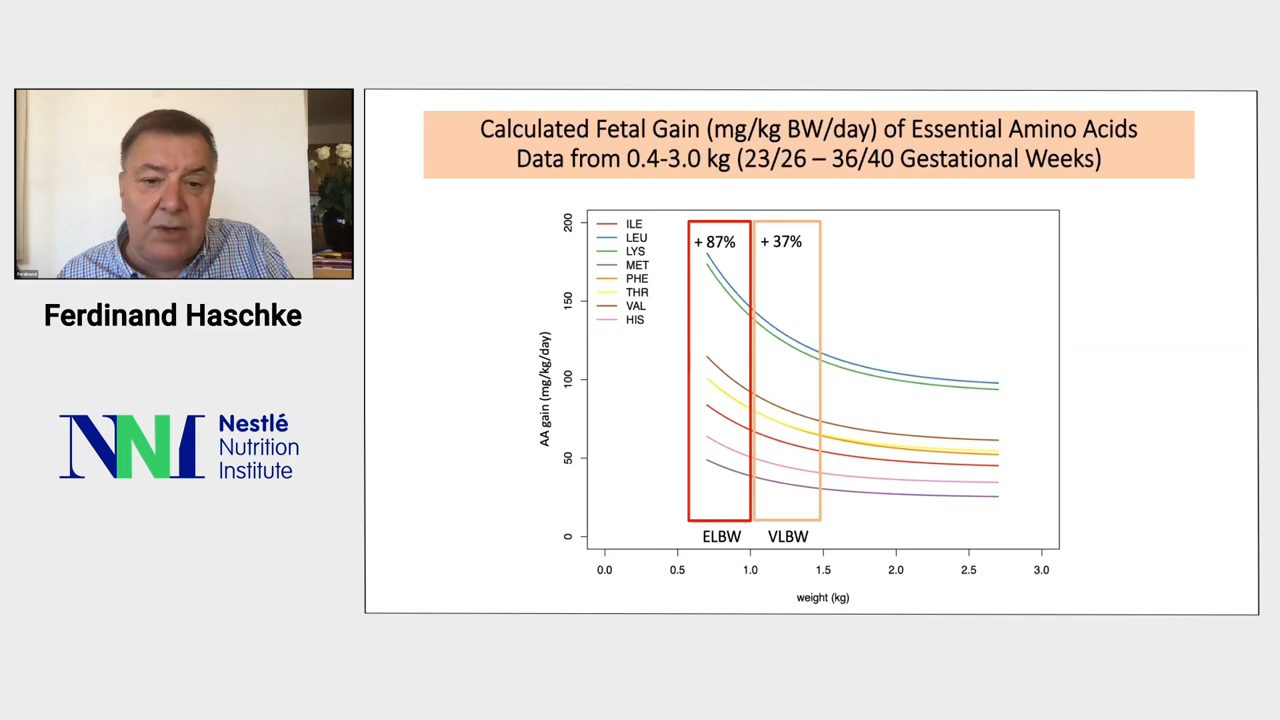 Ferdinand
Ferdinand Haschke
NNI
Nestlé
Nutrition
Institute
Calculated Fetal Gain (mg/kg BW/day) of Essential Amino Acids
Data from 0.4-3.0 kg (23/26 – 36/40 Gestational Weeks)
ILE
LEU
LYS
MET
PHE
THR
VAL
HIS
+ 87%
+ 37%
AA gain (mg/kg/day)
200
150
100
50
0
ELBW
VLBW
0.0 0.5 1.0 1.5 2.0 2.5 3.0
weight (kg)